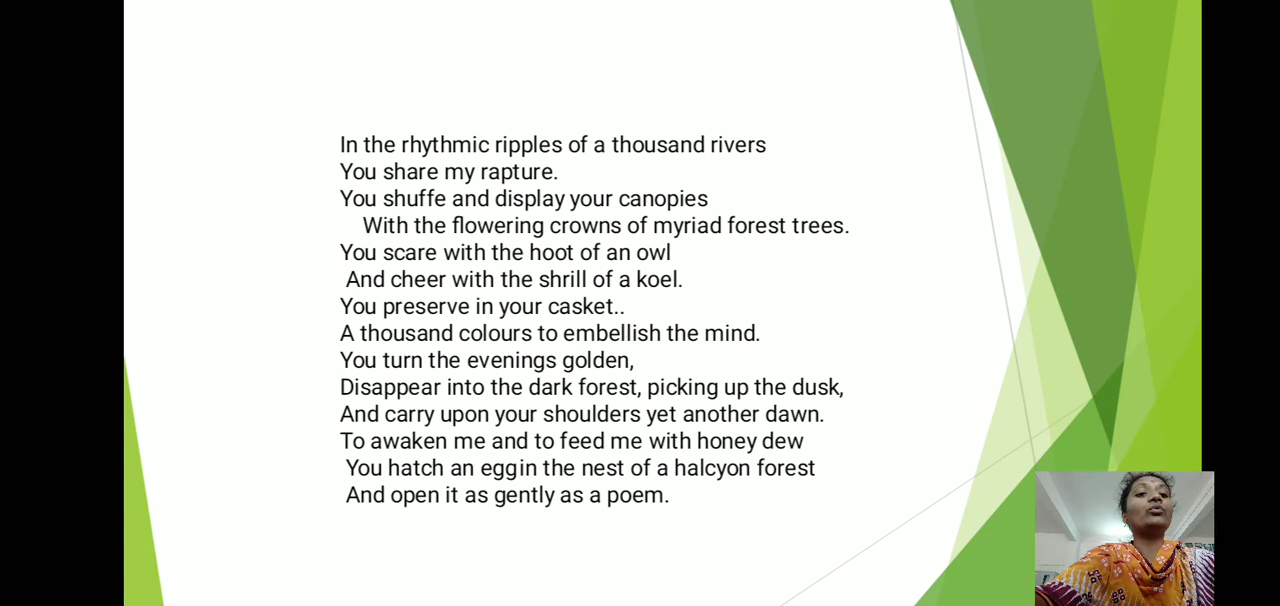 In the rhythmic ripples of a thousand rivers
You share my rapture.
You shuffe and display your canopies
With the flowering crowns of myriad forest trees.
You scare with the hoot of an owl
And cheer with the shrill of a koel.
You preserve in your casket..
A thousand colours to embellish the mind.
You turn the evenings golden,
Disappear into the dark forest, picking up the dusk,
And carry upon your shoulders yet another dawn.
To awaken me and to feed me with honey dew
You hatch an egg in the nest of a halcyon forest
And open it as gently as a poem.